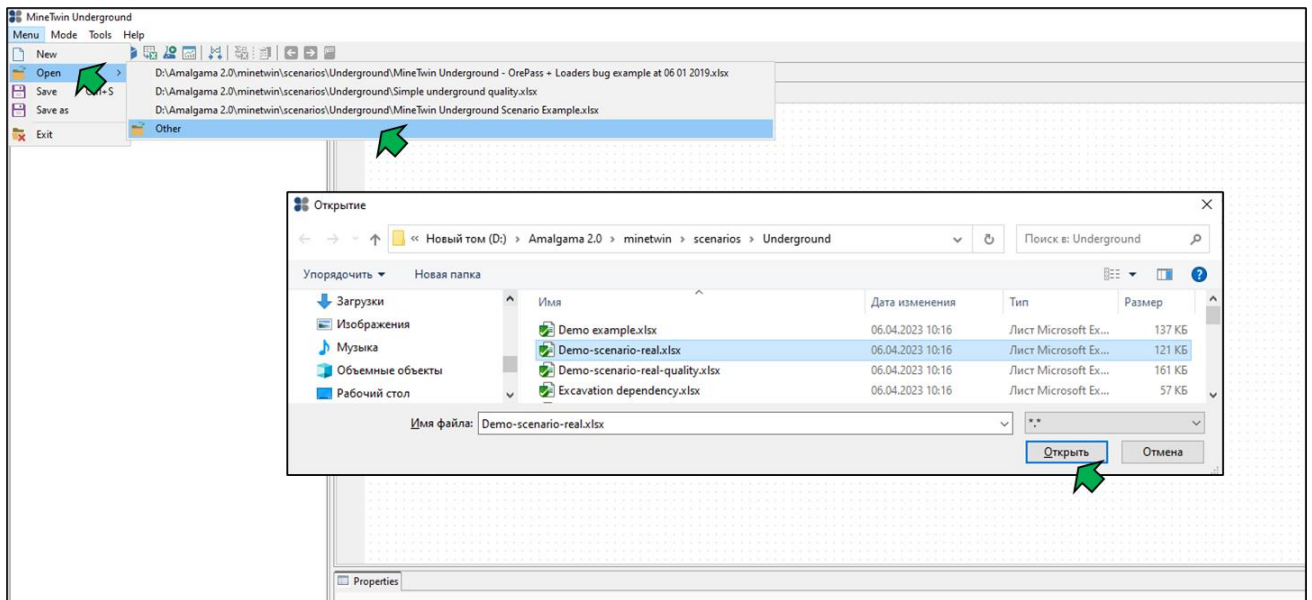 MineTwin Underground
Menu Mode Tools Help
New
Open
D:\Amalgama 2.0\minetwin\scenarios\Underground\MineTwin Underground - OrePass + Loaders bug example at 06 01 2019.xlsx
Save Ctrl+S
D:\Amalgama 2.0\minetwin\scenarios\Underground\Simple underground quality.xlsx
Save as
D:\Amalgama 2.0\minetwin\scenarios\Underground\MineTwin Underground Scenario Example.xlsx
Exit
Other
Открытие
« Новый том (D:) › Amalgama 2.0 › minetwin › scenarios › Underground
Поиск в: Underground
Упорядочить Новая папка
Загрузки
Изображения
Музыка
Объемные объекты
Рабочий стол
Имя Дата изменения Тип Размер
Demo example.xlsx 06.04.2023 10:16 Лист Microsoft Ex... 137 КБ
Demo-scenario-real.xlsx 06.04.2023 10:16 Лист Microsoft Ex... 121 КБ
Demo-scenario-real-quality.xlsx 06.04.2023 10:16 Лист Microsoft Ex... 161 КБ
Excavation dependency.xlsx 06.04.2023 10:16 Лист Microsoft Ex... 57 КБ
Имя файла: Demo-scenario-real.xlsx *.*
Открыть Отмена
Properties